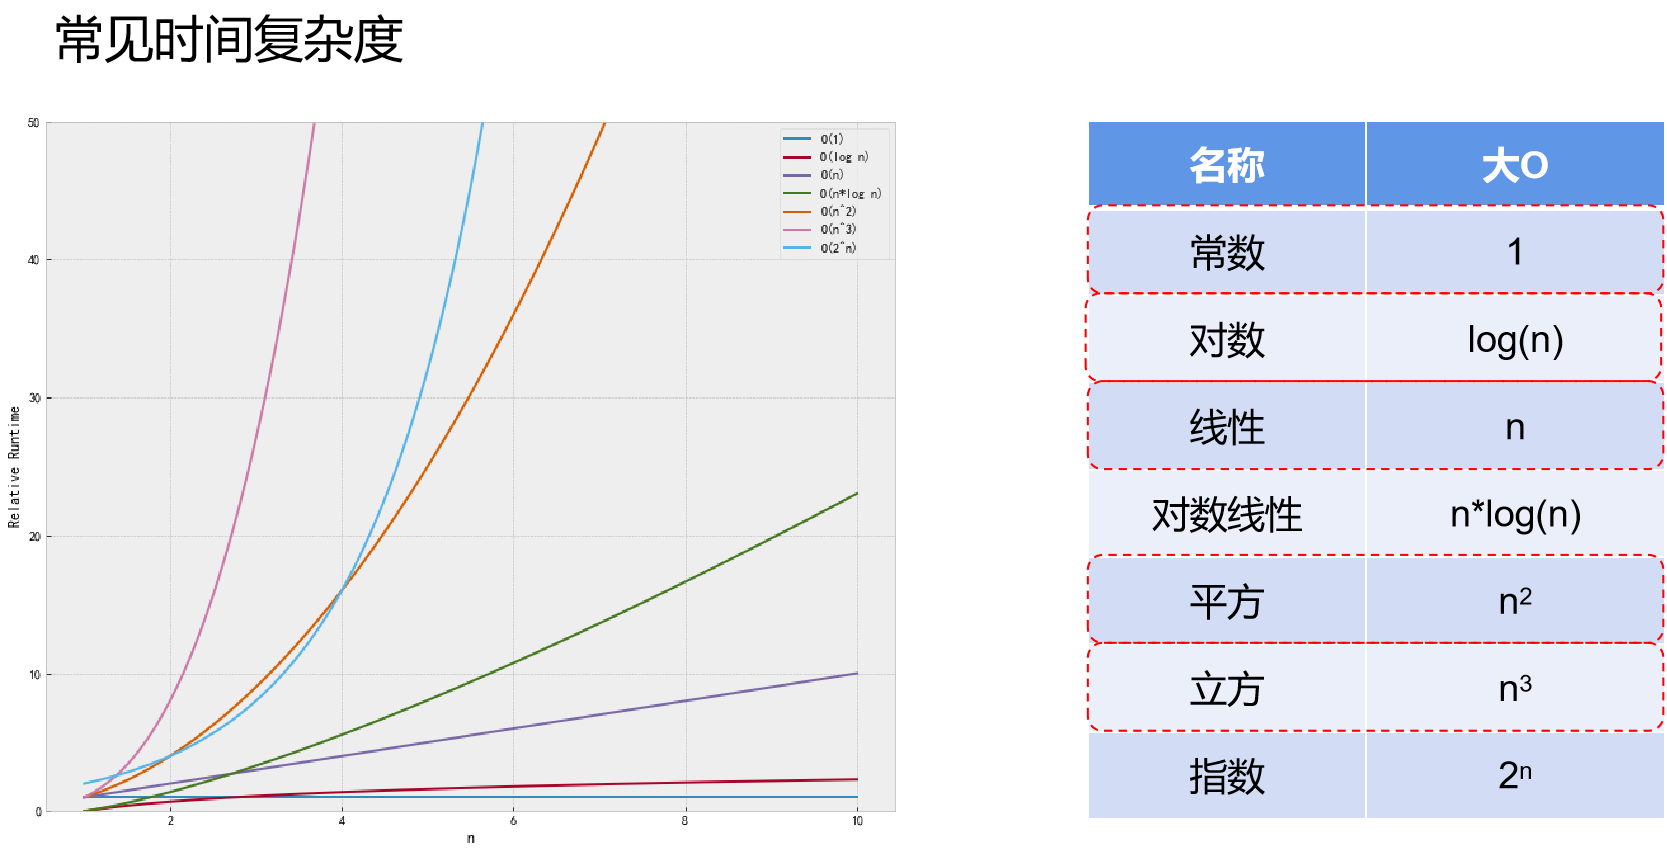 常见时间复杂度
50
40
30
20
10
0
2
4
6
8
10
n
Relative Runtime
O(1)
O(log n)
O(n)
O(n*log n)
O(n^2)
O(n^3)
O(2^n)
名称 大O
常数 1
对数 log(n)
线性 n
对数线性 n*log(n)
平方 n²
立方 n³
指数 2ⁿ